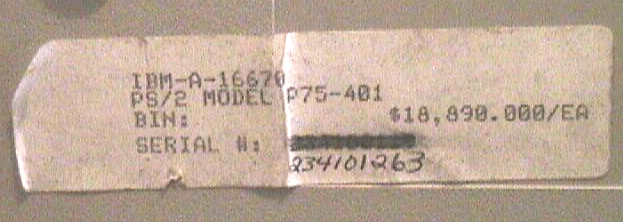 IBM-A-16670
PS/2 MODEL P75-401
BIN: $18,890.000/EA
SERIAL #:
234101263